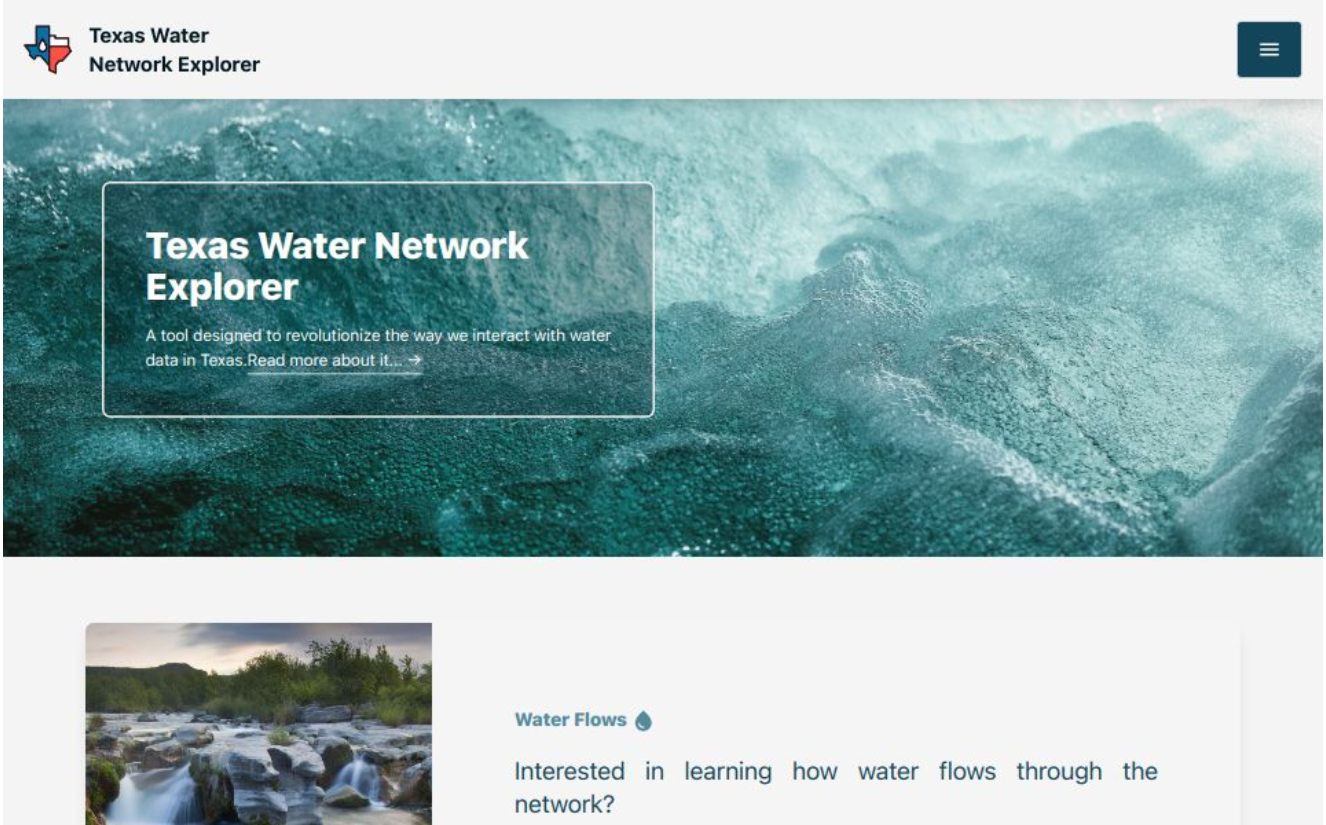 Texas Water
Network Explorer
Texas Water Network
Explorer
A tool designed to revolutionize the way we interact with water
data in Texas.Read more about it... →
Water Flows
Interested in learning how water flows through the
network?